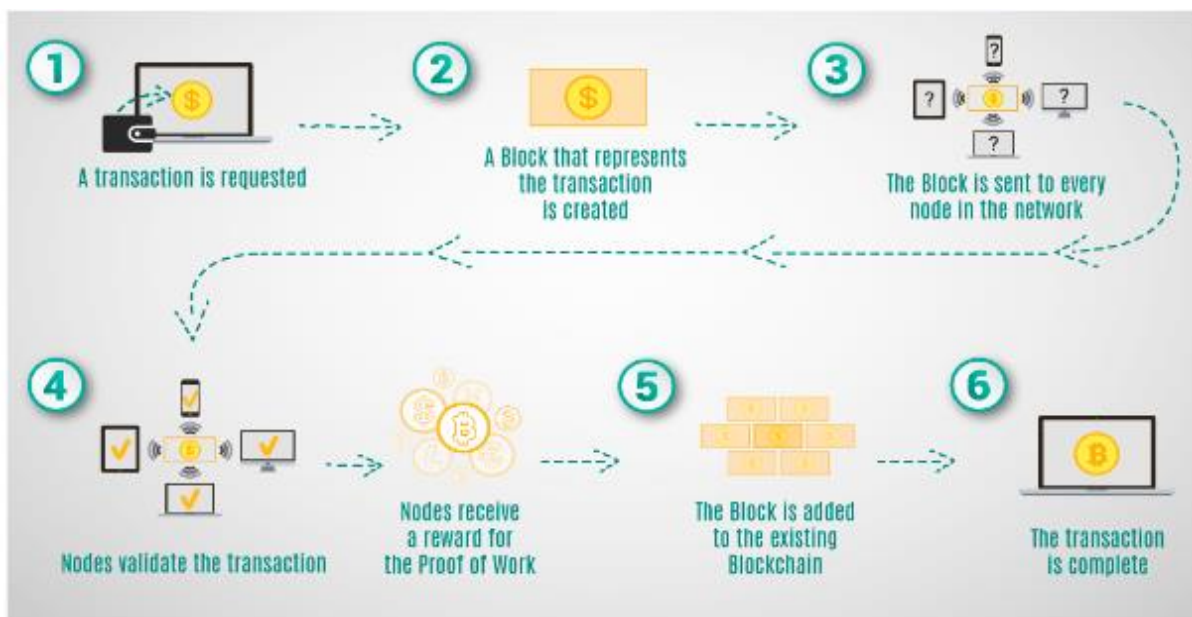 1
A transaction is requested
2
A Block that represents
the transaction
is created
3
The Block is sent to every
node in the network
4
Nodes validate the transaction
Nodes receive
a reward for
the Proof of Work
5
The Block is added
to the existing
Blockchain
6
The transaction
is complete